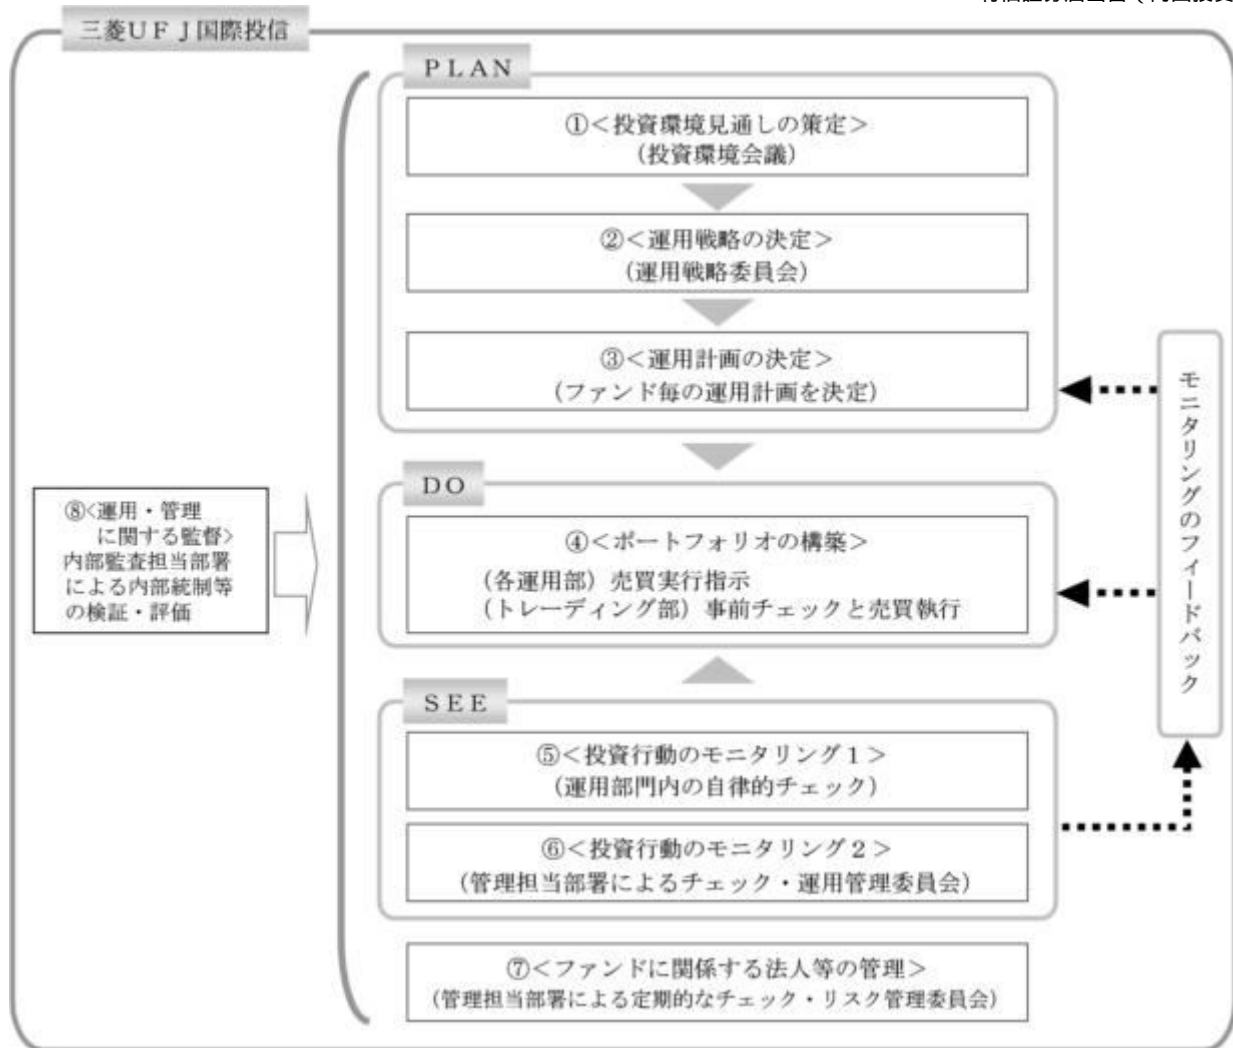 三菱ＵＦＪ国際投信
ＰＬＡＮ
①＜投資環境見通しの策定＞
（投資環境会議）
②＜運用戦略の決定＞
（運用戦略委員会）
③＜運用計画の決定＞
（ファンド毎の運用計画を決定）
ＤＯ
④＜ポートフォリオの構築＞
（各運用部）売買実行指示
（トレーディング部）事前チェックと売買執行
ＳＥＥ
⑤＜投資行動のモニタリング１＞
（運用部門内の自律的チェック）
⑥＜投資行動のモニタリング２＞
（管理担当部署によるチェック・運用管理委員会）
⑦＜ファンドに関係する法人等の管理＞
（管理担当部署による定期的なチェック・リスク管理委員会）
⑧＜運用・管理
に関する監督＞
内部監査担当部署
による内部統制等
の検証・評価
モニタリングのフィードバック